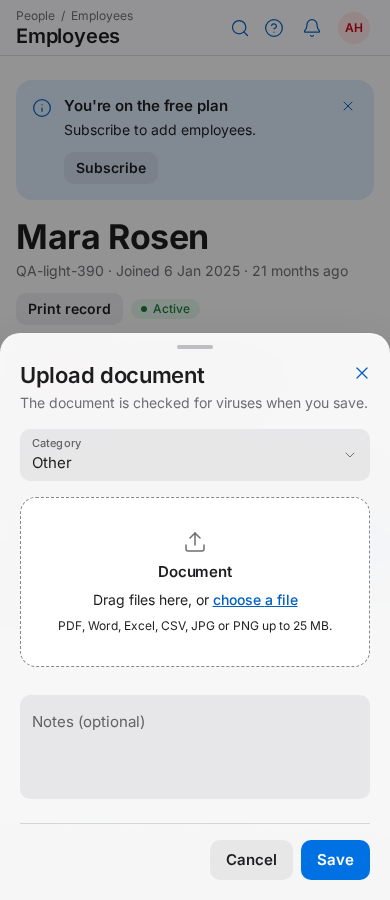 People / Employees
Employees
AH
You're on the free plan
Subscribe to add employees.
Subscribe
Mara Rosen
QA-light-390 · Joined 6 Jan 2025 · 21 months ago
Print record
Active
Upload document
The document is checked for viruses when you save.
Category
Other
Document
Drag files here, or choose a file
PDF, Word, Excel, CSV, JPG or PNG up to 25 MB.
Notes (optional)
Cancel
Save